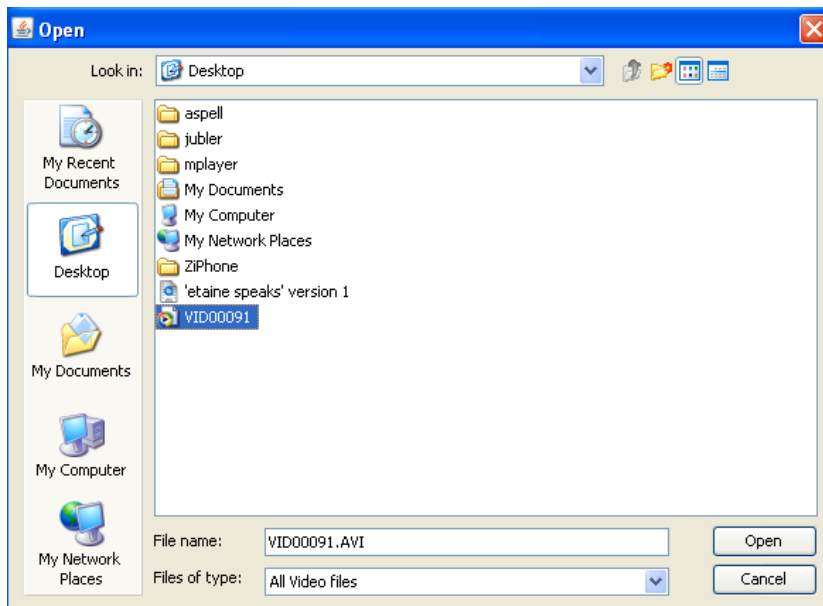 Open
Look in:
Desktop
My Recent
Documents
Desktop
My Documents
My Computer
My Network
Places
aspell
jubler
mplayer
My Documents
My Computer
My Network Places
ZiPhone
'etaine speaks' version 1
VID00091
File name:
VID00091.AVI
Open
Files of type:
All Video files
Cancel